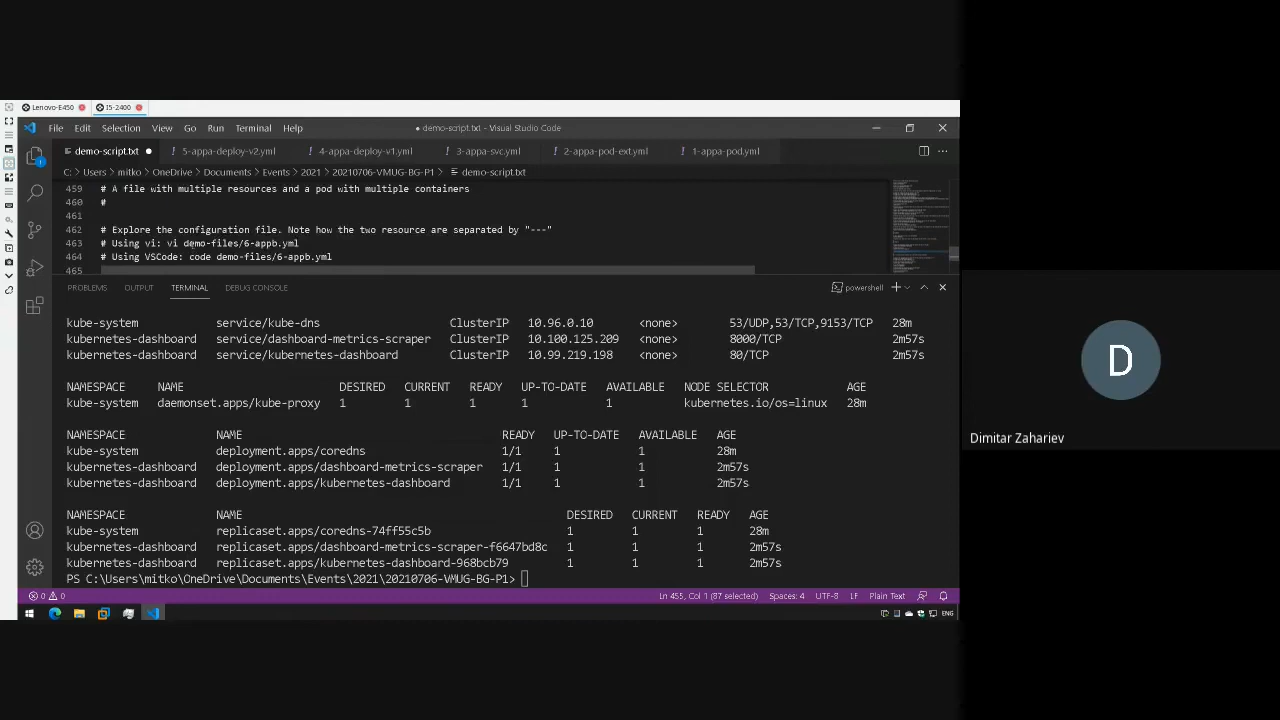 Lenovo-E450 I5-2400
File Edit Selection View Go Run Terminal Help ● demo-script.txt - Visual Studio Code
demo-script.txt ● ! 5-appa-deploy-v2.yml ! 4-appa-deploy-v1.yml ! 3-appa-svc.yml ! 2-appa-pod-ext.yml ! 1-appa-pod.yml
C: > Users > mitko > OneDrive > Documents > Events > 2021 > 20210706-VMUG-BG-P1 > demo-script.txt
459 # A file with multiple resources and a pod with multiple containers
460 #
461
462 # Explore the descriptor file. Note how the two resource are separated by "---"
463 # Using vi: vi demo-files/6-appb.yml
464 # Using VSCode: code demo-files/6-appb.yml
465
PROBLEMS OUTPUT TERMINAL DEBUG CONSOLE powershell
kube-system service/kube-dns ClusterIP 10.96.0.10 <none> 53/UDP,53/TCP,9153/TCP 28m
kubernetes-dashboard service/dashboard-metrics-scraper ClusterIP 10.100.125.209 <none> 8000/TCP 2m57s
kubernetes-dashboard service/kubernetes-dashboard ClusterIP 10.99.219.198 <none> 80/TCP 2m57s
NAMESPACE NAME DESIRED CURRENT READY UP-TO-DATE AVAILABLE NODE SELECTOR AGE
kube-system daemonset.apps/kube-proxy 1 1 1 1 1 kubernetes.io/os=linux 28m
NAMESPACE NAME READY UP-TO-DATE AVAILABLE AGE
kube-system deployment.apps/coredns 1/1 1 1 28m
kubernetes-dashboard deployment.apps/dashboard-metrics-scraper 1/1 1 1 2m57s
kubernetes-dashboard deployment.apps/kubernetes-dashboard 1/1 1 1 2m57s
NAMESPACE NAME DESIRED CURRENT READY AGE
kube-system replicaset.apps/coredns-74ff55c5b 1 1 1 28m
kubernetes-dashboard replicaset.apps/dashboard-metrics-scraper-f6647bd8c 1 1 1 2m57s
kubernetes-dashboard replicaset.apps/kubernetes-dashboard-968bcb79 1 1 1 2m57s
PS C:\Users\mitko\OneDrive\Documents\Events\2021\20210706-VMUG-BG-P1>
0 0 Ln 455, Col 1 (87 selected) Spaces: 4 UTF-8 LF Plain Text
ENG
D
Dimitar Zahariev